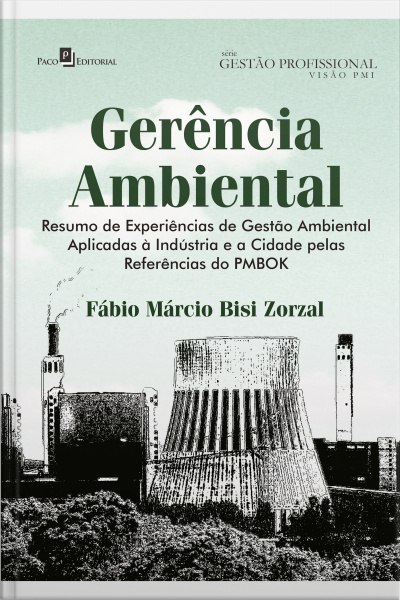 PACO EDITORIAL
série
GESTÃO PROFISSIONAL
VISÃO PMI
Gerência
Ambiental
Resumo de Experiências de Gestão Ambiental
Aplicadas à Indústria e a Cidade pelas
Referências do PMBOK
Fábio Márcio Bisi Zorzal